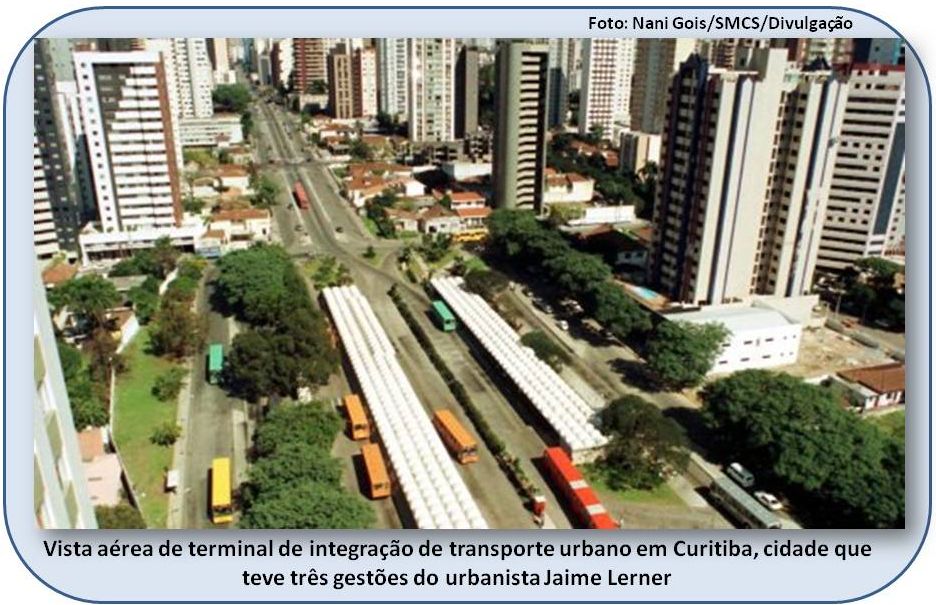 Foto: Nani Gois/SMCS/Divulgação
Vista aérea de terminal de integração de transporte urbano em Curitiba, cidade que
teve três gestões do urbanista Jaime Lerner